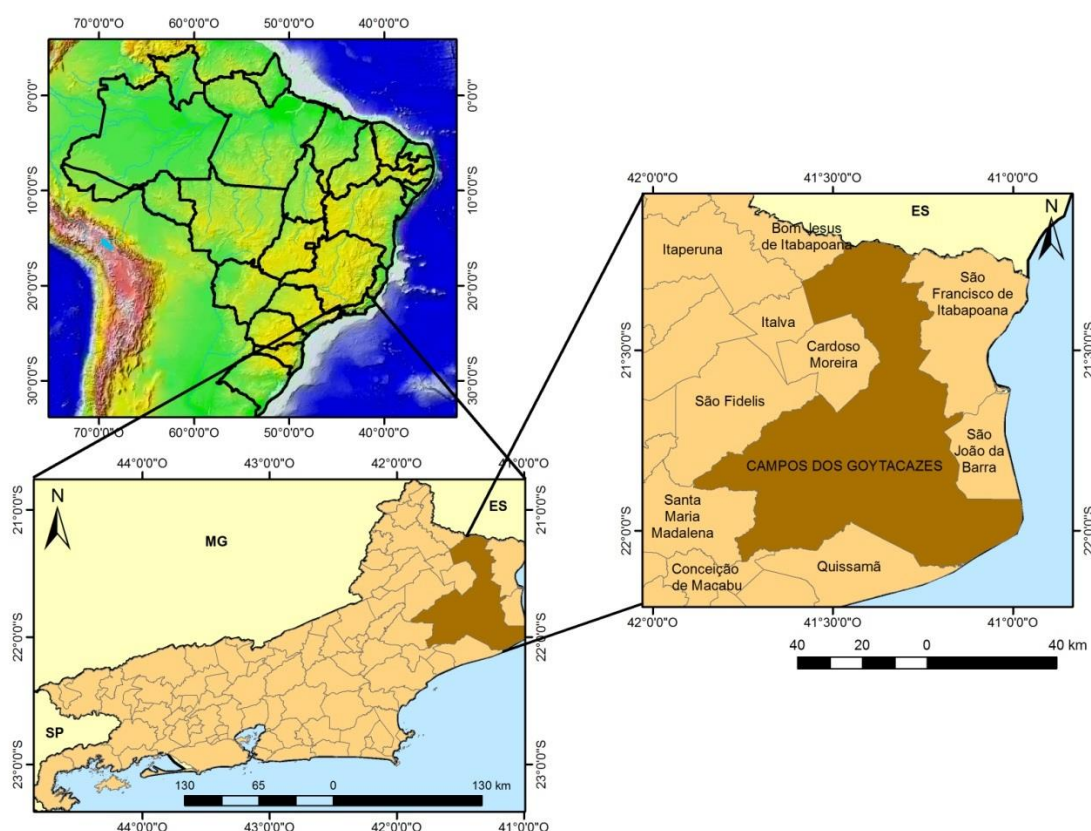 70°0'0"O 60°0'0"O 50°0'0"O 40°0'0"O
0°0'0"
0°0'0"
10°0'0"S
10°0'0"S
20°0'0"S
20°0'0"S
30°0'0"S
30°0'0"S
70°0'0"O 60°0'0"O 50°0'0"O 40°0'0"O
42°0'0"O 41°30'0"O 41°0'0"O
ES
N
Bom Jesus
de Itabapoana
Itaperuna
São
Francisco de
Itabapoana
Italva
Cardoso
Moreira
21°30'0"S
21°30'0"S
São Fidelis
São
João da
Barra
CAMPOS DOS GOYTACAZES
Santa
Maria
Madalena
22°0'0"S
22°0'0"S
Conceição
de Macabu
Quissamã
42°0'0"O 41°30'0"O 41°0'0"O
40 20 0 40 km
44°0'0"O 43°0'0"O 42°0'0"O 41°0'0"O
N
ES
MG
21°0'0"S
21°0'0"S
22°0'0"S
22°0'0"S
SP
23°0'0"S
23°0'0"S
130 65 0 130 km
44°0'0"O 43°0'0"O 42°0'0"O 41°0'0"O